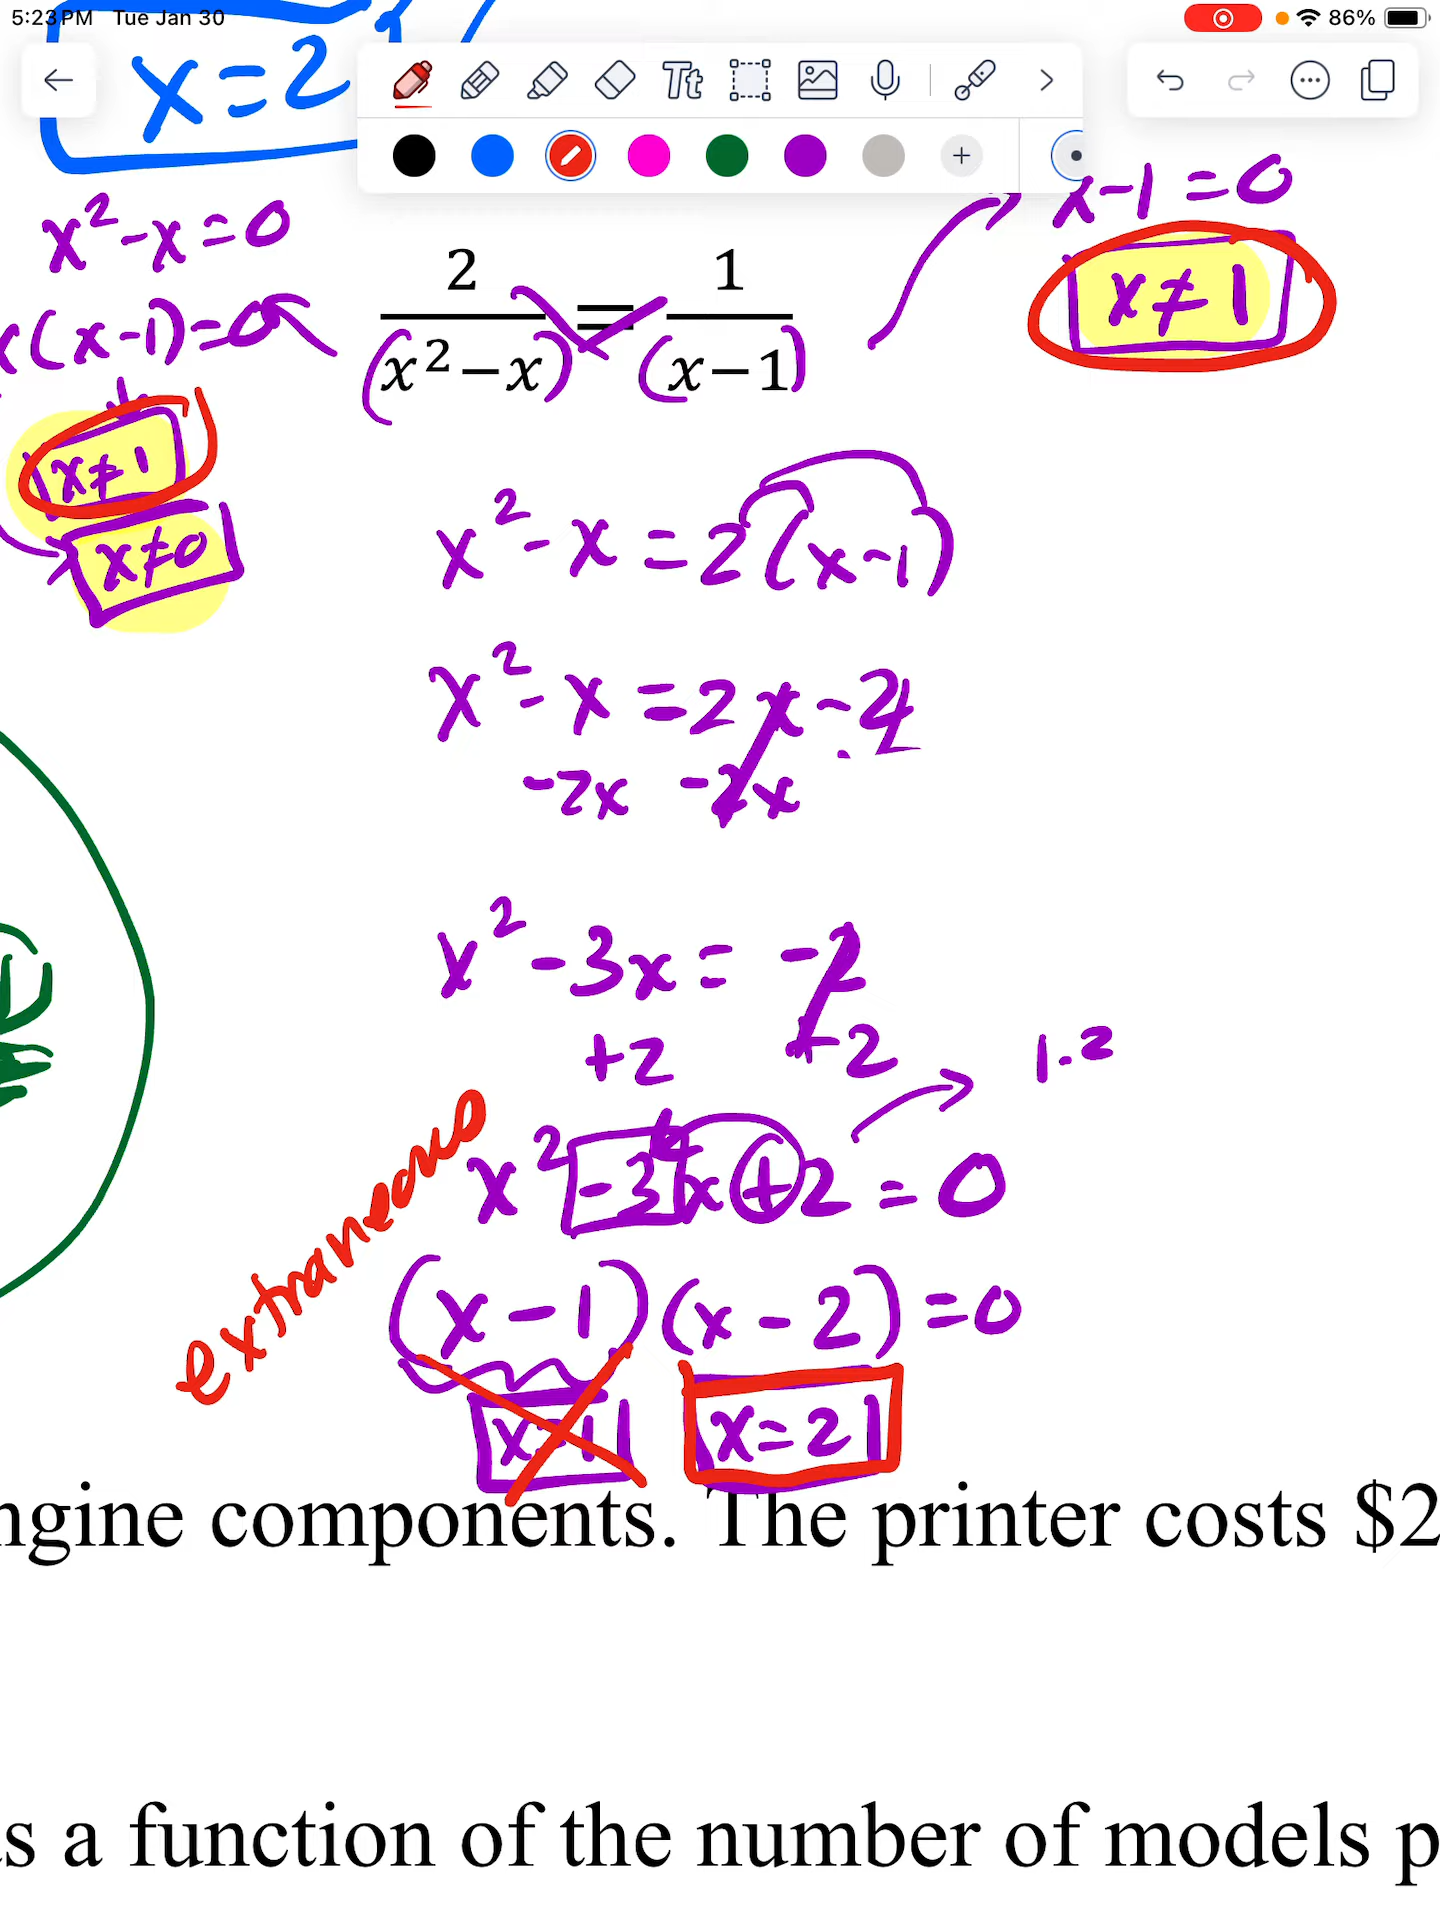 5:23 PM Tue Jan 30
86%
x=2
Tt
x²-x=0
x(x-1)=0
x≠1
x≠0
2/(x²-x) = 1/(x-1)
x-1=0
x≠1
x²-x=2(x-1)
x²-x=2x-2
-2x -2x
x²-3x=-2
+2 +2
1·2
x²-3x+2=0
extraneous
(x-1)(x-2)=0
x=1 x=2
ngine components. The printer costs $2
s a function of the number of models p